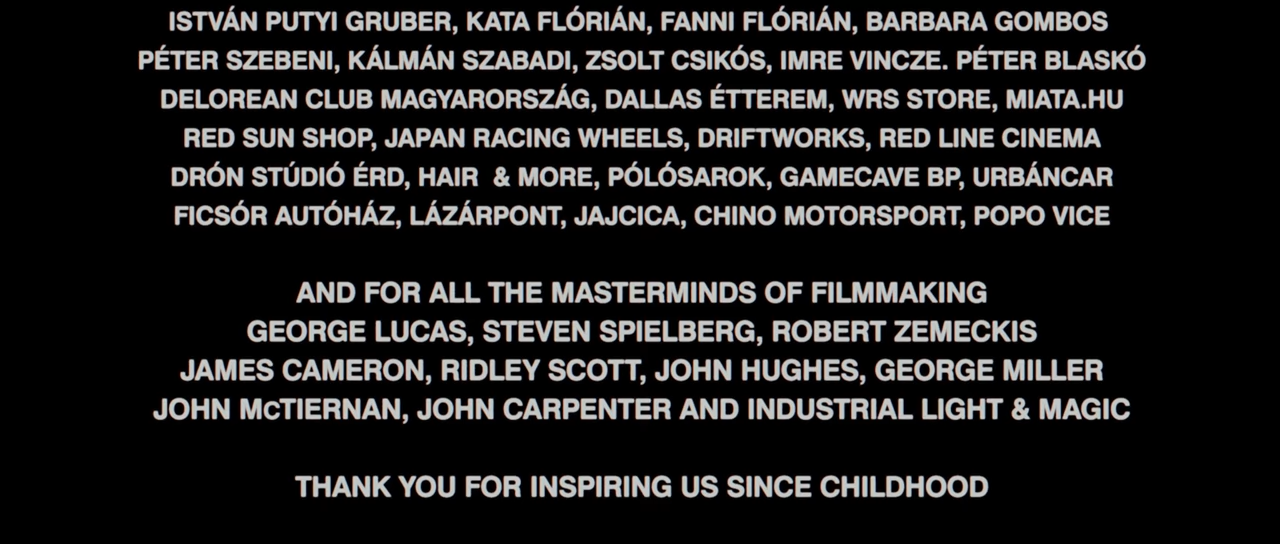 ISTVÁN PUTYI GRUBER, KATA FLÓRIÁN, FANNI FLÓRIÁN, BARBARA GOMBOS
PÉTER SZEBENI, KÁLMÁN SZABADI, ZSOLT CSIKÓS, IMRE VINCZE. PÉTER BLASKÓ
DELOREAN CLUB MAGYARORSZÁG, DALLAS ÉTTEREM, WRS STORE, MIATA.HU
RED SUN SHOP, JAPAN RACING WHEELS, DRIFTWORKS, RED LINE CINEMA
DRÓN STÚDIÓ ÉRD, HAIR  & MORE, PÓLÓSAROK, GAMECAVE BP, URBÁNCAR
FICSÓR AUTÓHÁZ, LÁZÁRPONT, JAJCICA, CHINO MOTORSPORT, POPO VICE
AND FOR ALL THE MASTERMINDS OF FILMMAKING
GEORGE LUCAS, STEVEN SPIELBERG, ROBERT ZEMECKIS
JAMES CAMERON, RIDLEY SCOTT, JOHN HUGHES, GEORGE MILLER
JOHN McTIERNAN, JOHN CARPENTER AND INDUSTRIAL LIGHT & MAGIC
THANK YOU FOR INSPIRING US SINCE CHILDHOOD